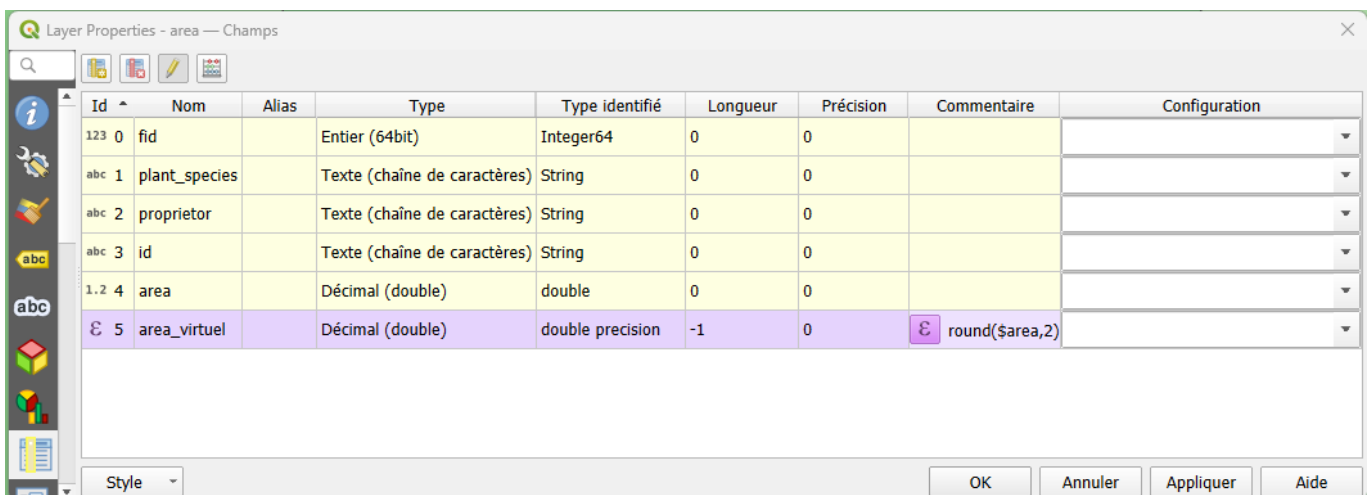 Layer Properties - area — Champs
Id Nom Alias Type Type identifié Longueur Précision Commentaire Configuration
123 0 fid Entier (64bit) Integer64 0 0
abc 1 plant_species Texte (chaîne de caractères) String 0 0
abc 2 proprietor Texte (chaîne de caractères) String 0 0
abc 3 id Texte (chaîne de caractères) String 0 0
1.2 4 area Décimal (double) double 0 0
ε 5 area_virtuel Décimal (double) double precision -1 0 ε round($area,2)
abc
abc
Style OK Annuler Appliquer Aide